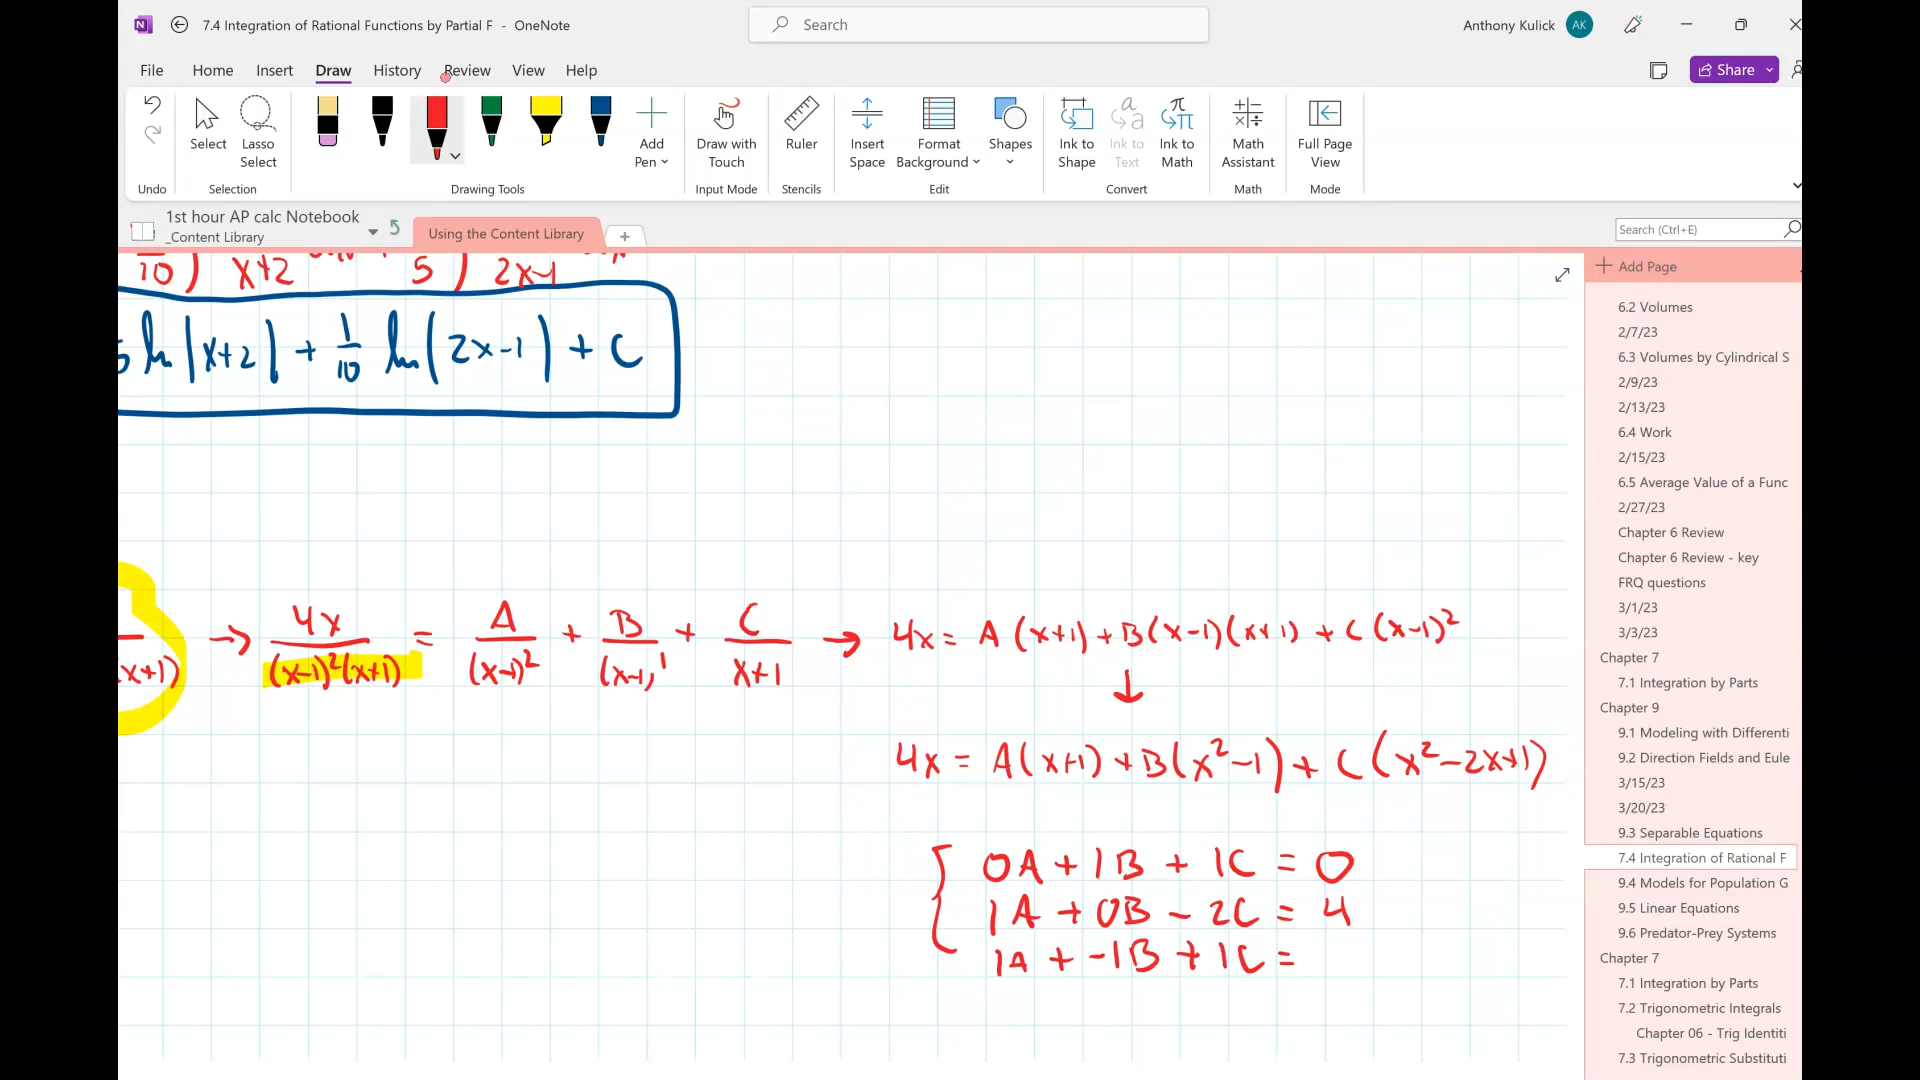 7.4 Integration of Rational Functions by Partial F - OneNote
Search
Anthony Kulick
AK
File Home Insert Draw History Review View Help
Share
Select
Lasso Select
Add Pen
Draw with Touch
Ruler
Insert Space
Format Background
Shapes
Ink to Shape
Ink to Text
Ink to Math
Math Assistant
Full Page View
Undo Selection Drawing Tools Input Mode Stencils Edit Convert Math Mode
1st hour AP calc Notebook
_Content Library
Using the Content Library
Search (Ctrl+E)
Add Page
6.2 Volumes
2/7/23
6.3 Volumes by Cylindrical S
2/9/23
2/13/23
6.4 Work
2/15/23
6.5 Average Value of a Func
2/27/23
Chapter 6 Review
Chapter 6 Review - key
FRQ questions
3/1/23
3/3/23
Chapter 7
7.1 Integration by Parts
Chapter 9
9.1 Modeling with Differenti
9.2 Direction Fields and Eule
3/15/23
3/20/23
9.3 Separable Equations
7.4 Integration of Rational F
9.4 Models for Population G
9.5 Linear Equations
9.6 Predator-Prey Systems
Chapter 7
7.1 Integration by Parts
7.2 Trigonometric Integrals
Chapter 06 - Trig Identiti
7.3 Trigonometric Substituti
10 ) x+2 5 ) 2x-1
ln|x+2| + 1/10 ln|2x-1| + C
x+1) → 4x/((x-1)²(x+1)) = A/(x-1)² + B/(x-1)¹ + C/(x+1) → 4x = A(x+1) + B(x-1)(x+1) + C(x-1)²
↓
4x = A(x+1) + B(x²-1) + C(x²-2x+1)
0A + 1B + 1C = 0
1A + 0B - 2C = 4
1A + -1B + 1C =